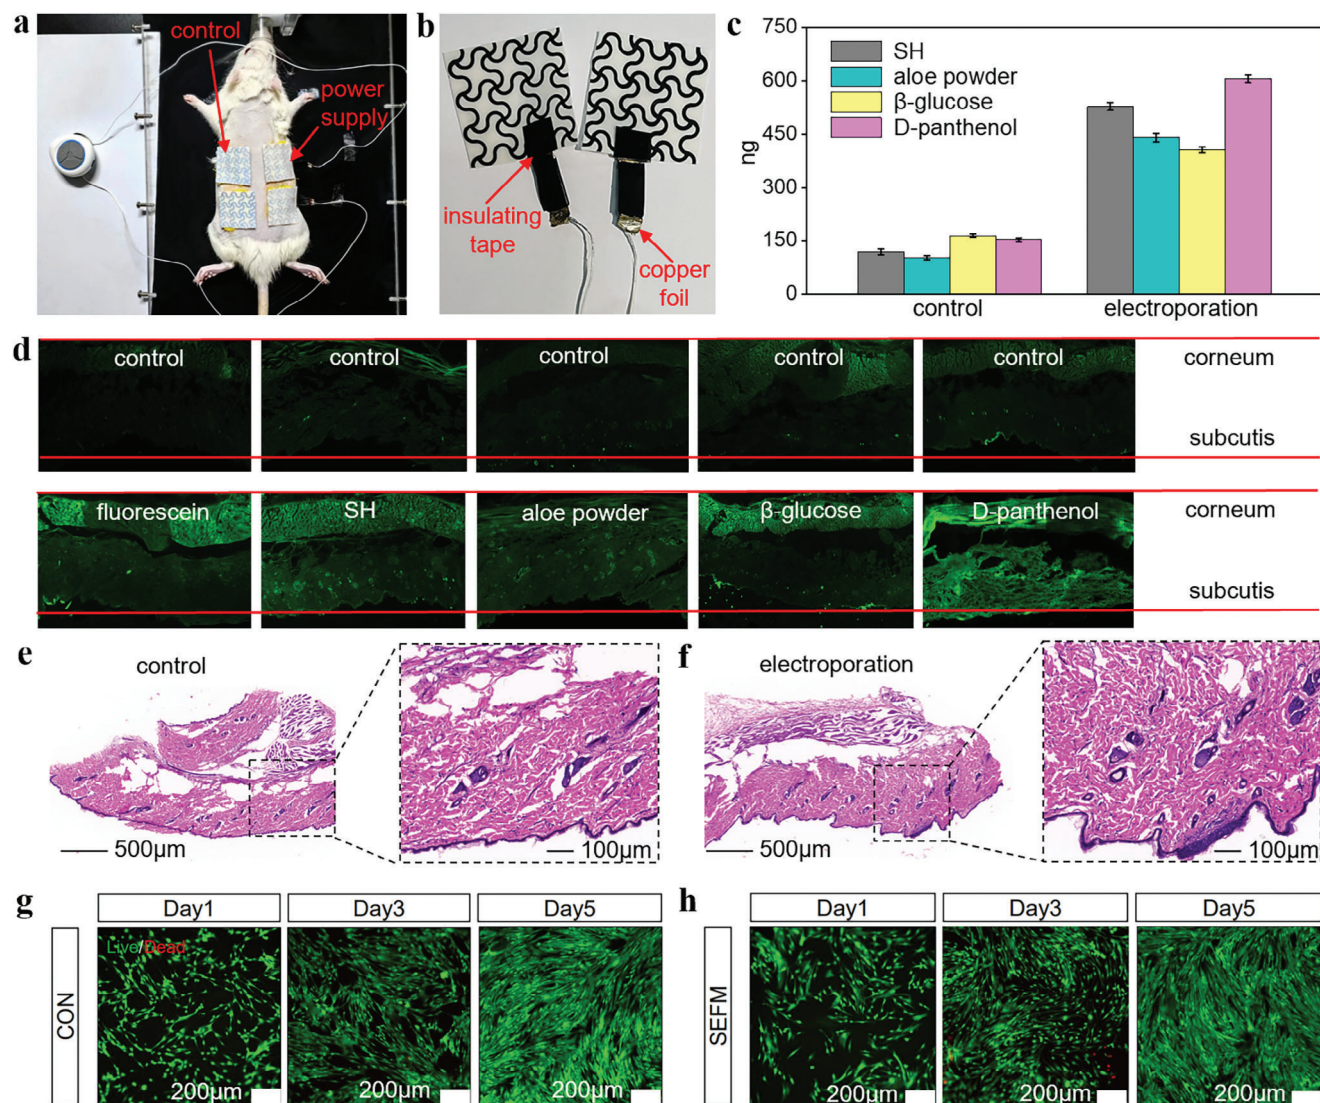 a
control
power
supply
b
insulating
tape
copper
foil
c
750
600
450
300
150
0
ng
SH
aloe powder
β-glucose
D-panthenol
control
electroporation
d
control
control
control
control
control
corneum
subcutis
fluorescein
SH
aloe powder
β-glucose
D-panthenol
corneum
subcutis
e
control
500μm
100μm
f
electroporation
500μm
100μm
g
Day1
Day3
Day5
CON
Live/Dead
200μm
200μm
200μm
h
Day1
Day3
Day5
SEFM
200μm
200μm
200μm